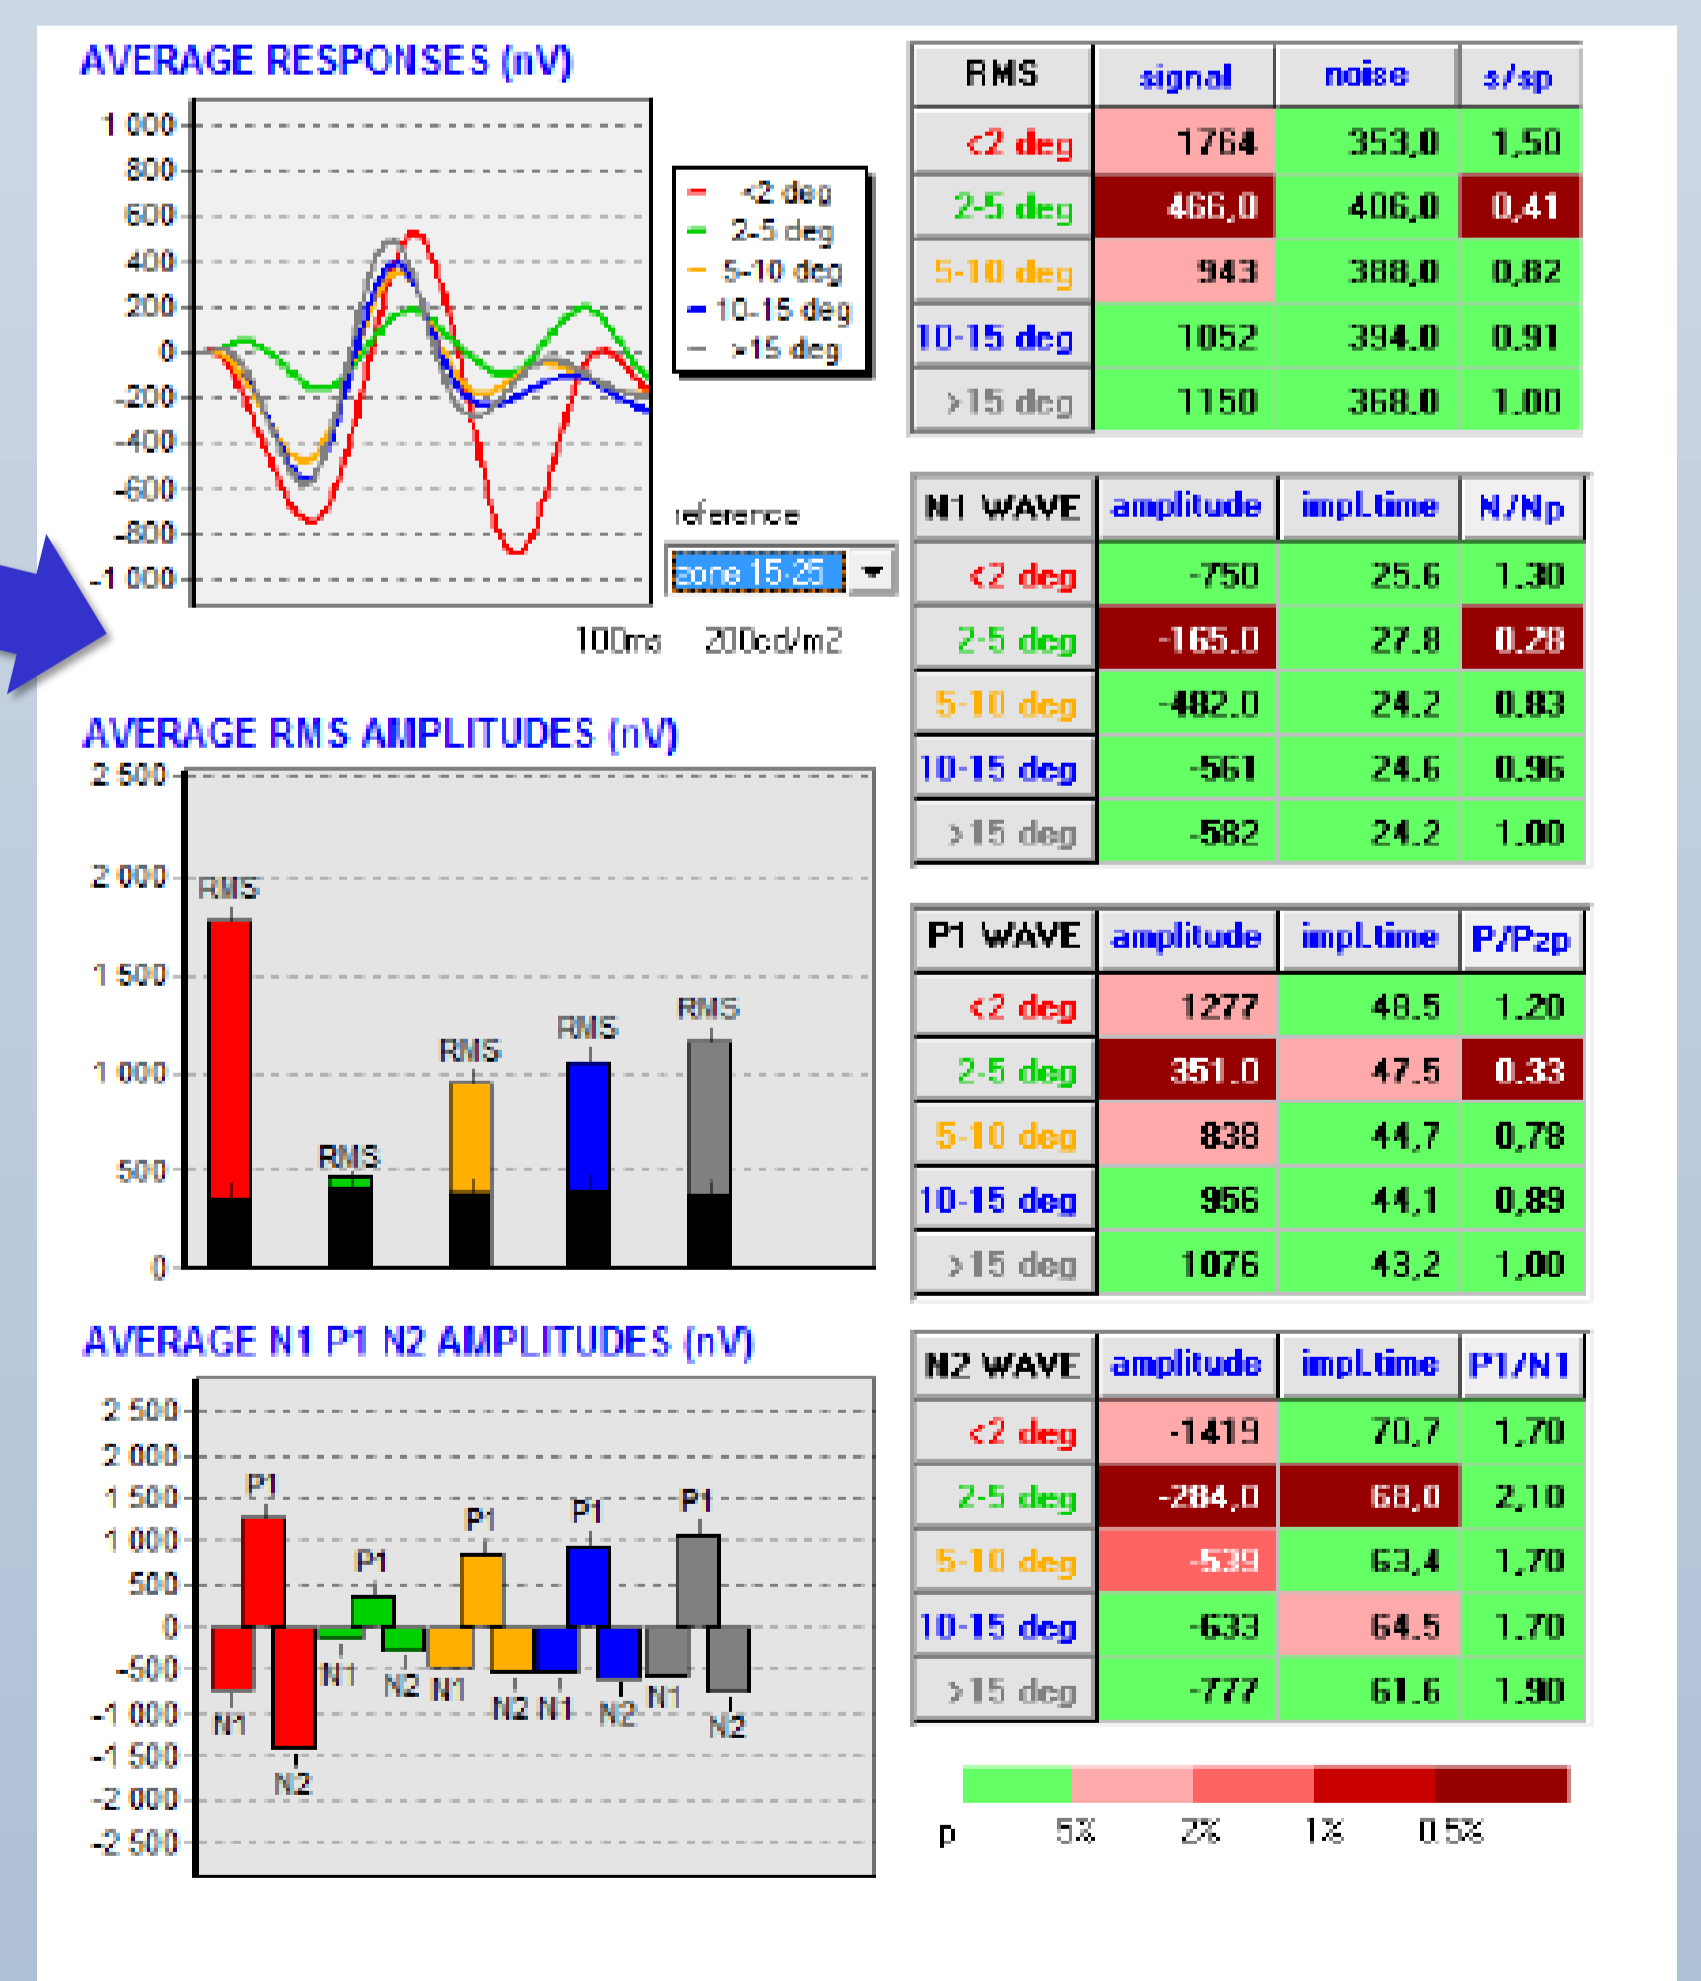 AVERAGE RESPONSES (nV)
1 000
800
600
400
200
0
-200
-400
-600
-800
-1 000
<2 deg
2-5 deg
5-10 deg
10-15 deg
>15 deg
reference
zone 15-25
100ms 200cd/m2
AVERAGE RMS AMPLITUDES (nV)
2 500
2 000
1 500
1 000
500
0
RMS
RMS
RMS
RMS
RMS
AVERAGE N1 P1 N2 AMPLITUDES (nV)
2 500
2 000
1 500
1 000
500
0
-500
-1 000
-1 500
-2 000
-2 500
P1 P1 P1 P1 P1
N1 N1 N2 N1 N2 N1 N2 N1 N2
N2
RMS signal noise s/sp
<2 deg 1764 353,0 1,50
2-5 deg 466,0 406,0 0,41
5-10 deg 943 388,0 0,82
10-15 deg 1052 394.0 0.91
>15 deg 1150 368.0 1.00
N1 WAVE amplitude impl.time N/Np
<2 deg -750 25.6 1.30
2-5 deg -165.0 27.8 0.28
5-10 deg -482.0 24.2 0.83
10-15 deg -561 24.6 0.96
>15 deg -582 24.2 1.00
P1 WAVE amplitude impl.time P/Pzp
<2 deg 1277 48.5 1.20
2-5 deg 351.0 47.5 0.33
5-10 deg 838 44,7 0,78
10-15 deg 956 44,1 0,89
>15 deg 1076 43,2 1,00
N2 WAVE amplitude impl.time P1/N1
<2 deg -1419 70,7 1,70
2-5 deg -284,0 68,0 2,10
5-10 deg -539 63,4 1,70
10-15 deg -633 64.5 1.70
>15 deg -777 61.6 1.90
p 5% 2% 1% 0.5%